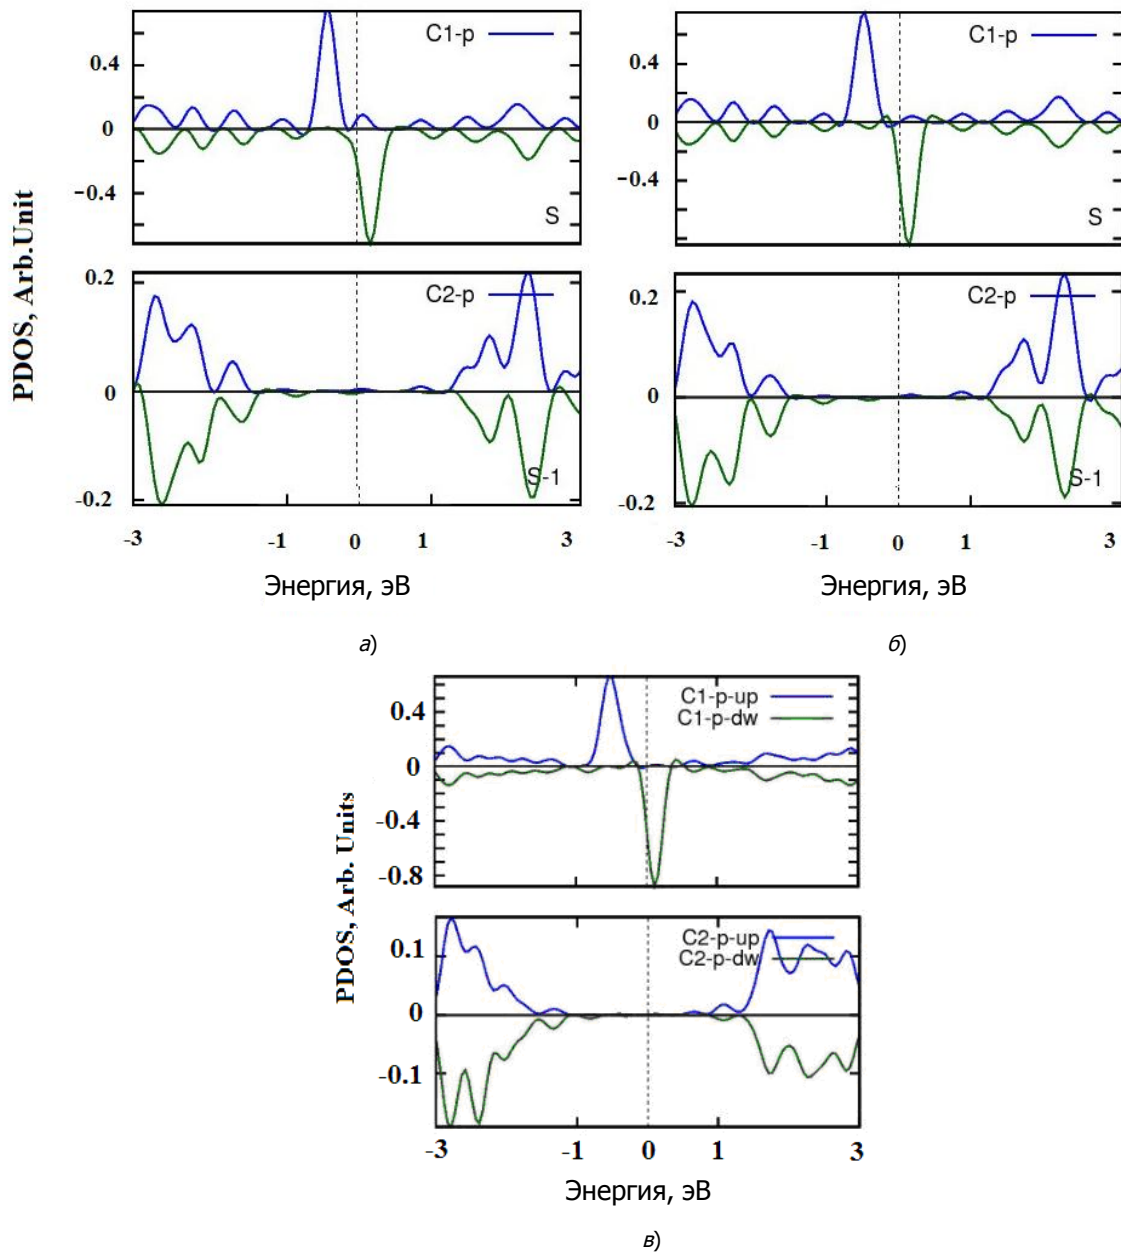 PDOS, Arb.Unit
C1-p
0.4
0
-0.4
S
C2-p
0.2
0
-0.2
S-1
-3 -1 0 1 3
Энергия, эВ
а)
C1-p
0.4
0
-0.4
S
C2-p
0.2
0
-0.2
S-1
-3 -1 0 1 3
Энергия, эВ
б)
PDOS, Arb. Units
C1-p-up
C1-p-dw
0.4
0
-0.4
-0.8
C2-p-up
C2-p-dw
0.1
0
-0.1
-3 -1 0 1 3
Энергия, эВ
в)